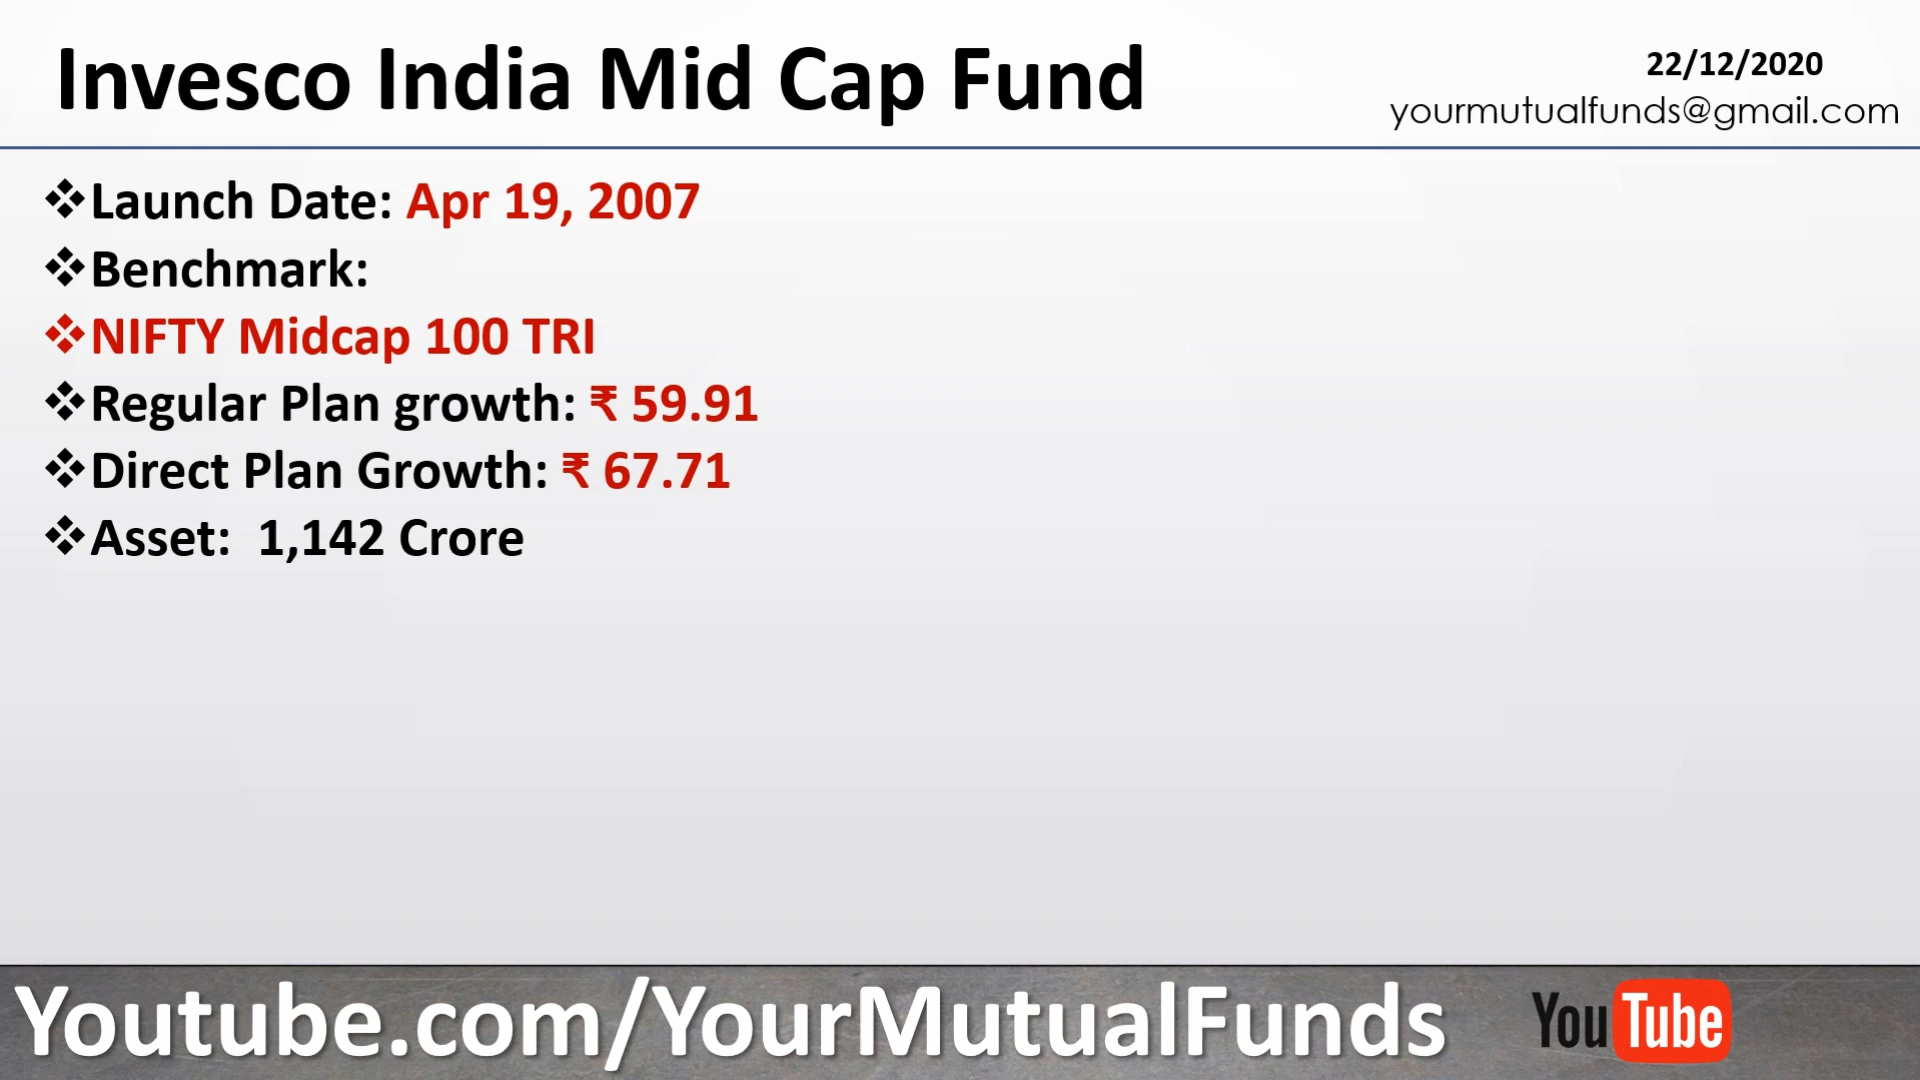 Invesco India Mid Cap Fund
22/12/2020
yourmutualfunds@gmail.com
❖Launch Date: Apr 19, 2007
❖Benchmark:
❖NIFTY Midcap 100 TRI
❖Regular Plan growth: ₹ 59.91
❖Direct Plan Growth: ₹ 67.71
❖Asset:  1,142 Crore
Youtube.com/YourMutualFunds
YouTube